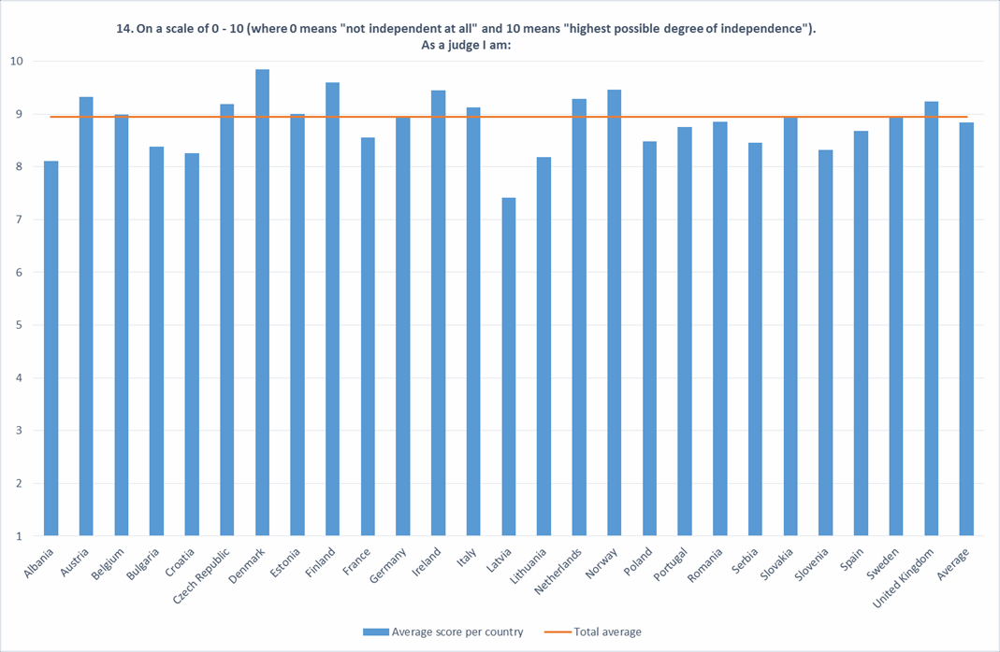 14. On a scale of 0 - 10 (where 0 means "not independent at all" and 10 means "highest possible degree of independence").
As a judge I am:
10
9
8
7
6
5
4
3
2
1
Albania
Austria
Belgium
Bulgaria
Croatia
Czech Republic
Denmark
Estonia
Finland
France
Germany
Ireland
Italy
Latvia
Lithuania
Netherlands
Norway
Poland
Portugal
Romania
Serbia
Slovakia
Slovenia
Spain
Sweden
United Kingdom
Average
Average score per country
Total average